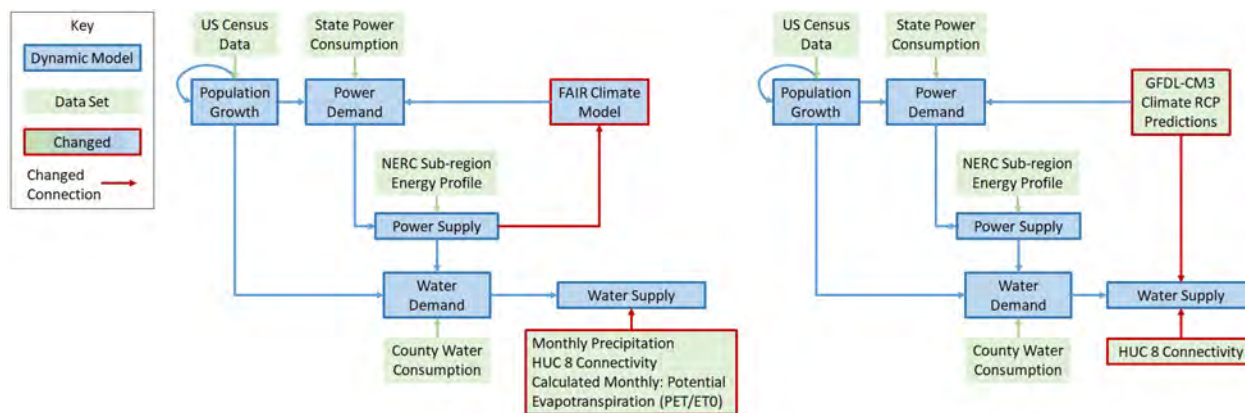 Key
Dynamic Model
Data Set
Changed
Changed
Connection
US Census
Data
State Power
Consumption
Population
Growth
Power
Demand
FAIR Climate
Model
NERC Sub-region
Energy Profile
Power Supply
Water
Demand
Water Supply
County Water
Consumption
Monthly Precipitation
HUC 8 Connectivity
Calculated Monthly: Potential
Evapotranspiration (PET/ET0)
US Census
Data
State Power
Consumption
Population
Growth
Power
Demand
GFDL-CM3
Climate RCP
Predictions
NERC Sub-region
Energy Profile
Power Supply
Water
Demand
Water Supply
County Water
Consumption
HUC 8 Connectivity